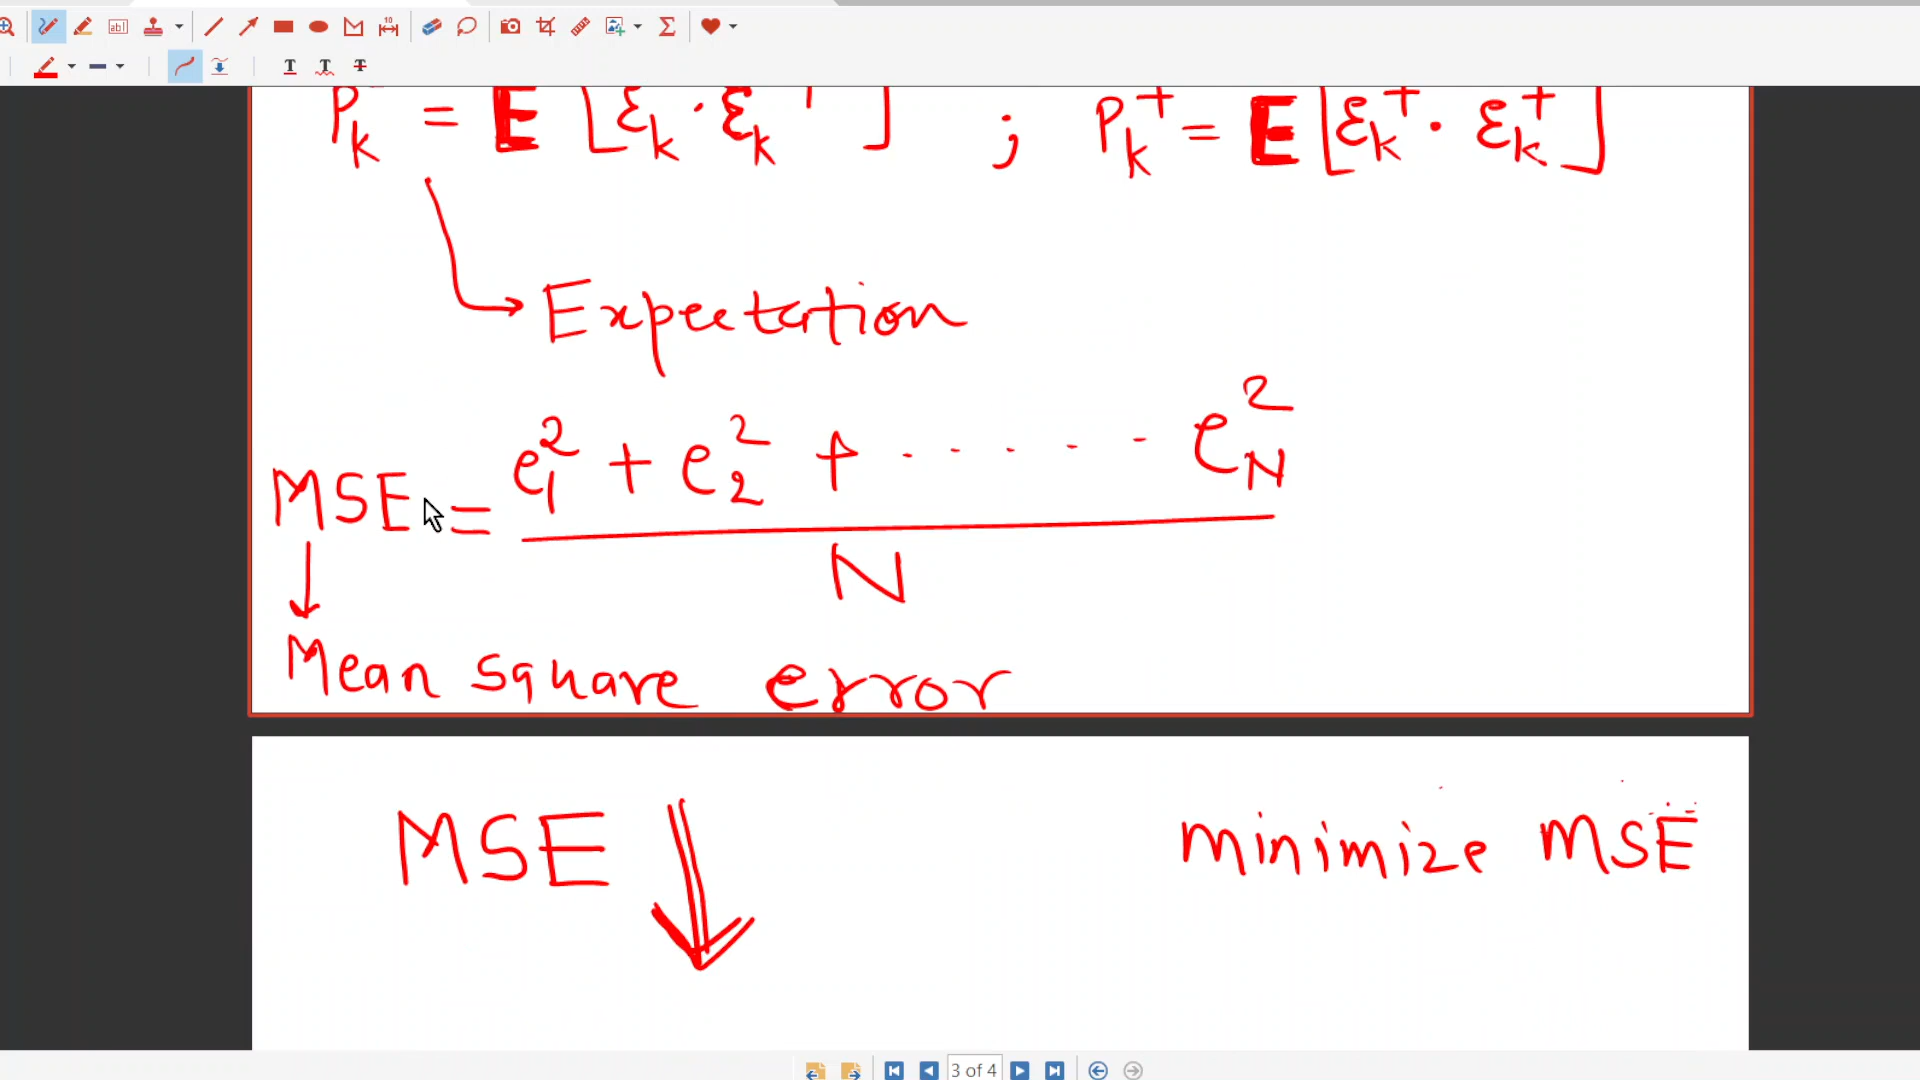 P_k^- = E [ε_k^- · ε_k^-] ; P_k^+ = E [ε_k^+ · ε_k^+]
Expectation
MSE = (e_1^2 + e_2^2 + · · · · · e_N^2) / N
Mean square error
MSE ↓ minimize MSE
3 of 4